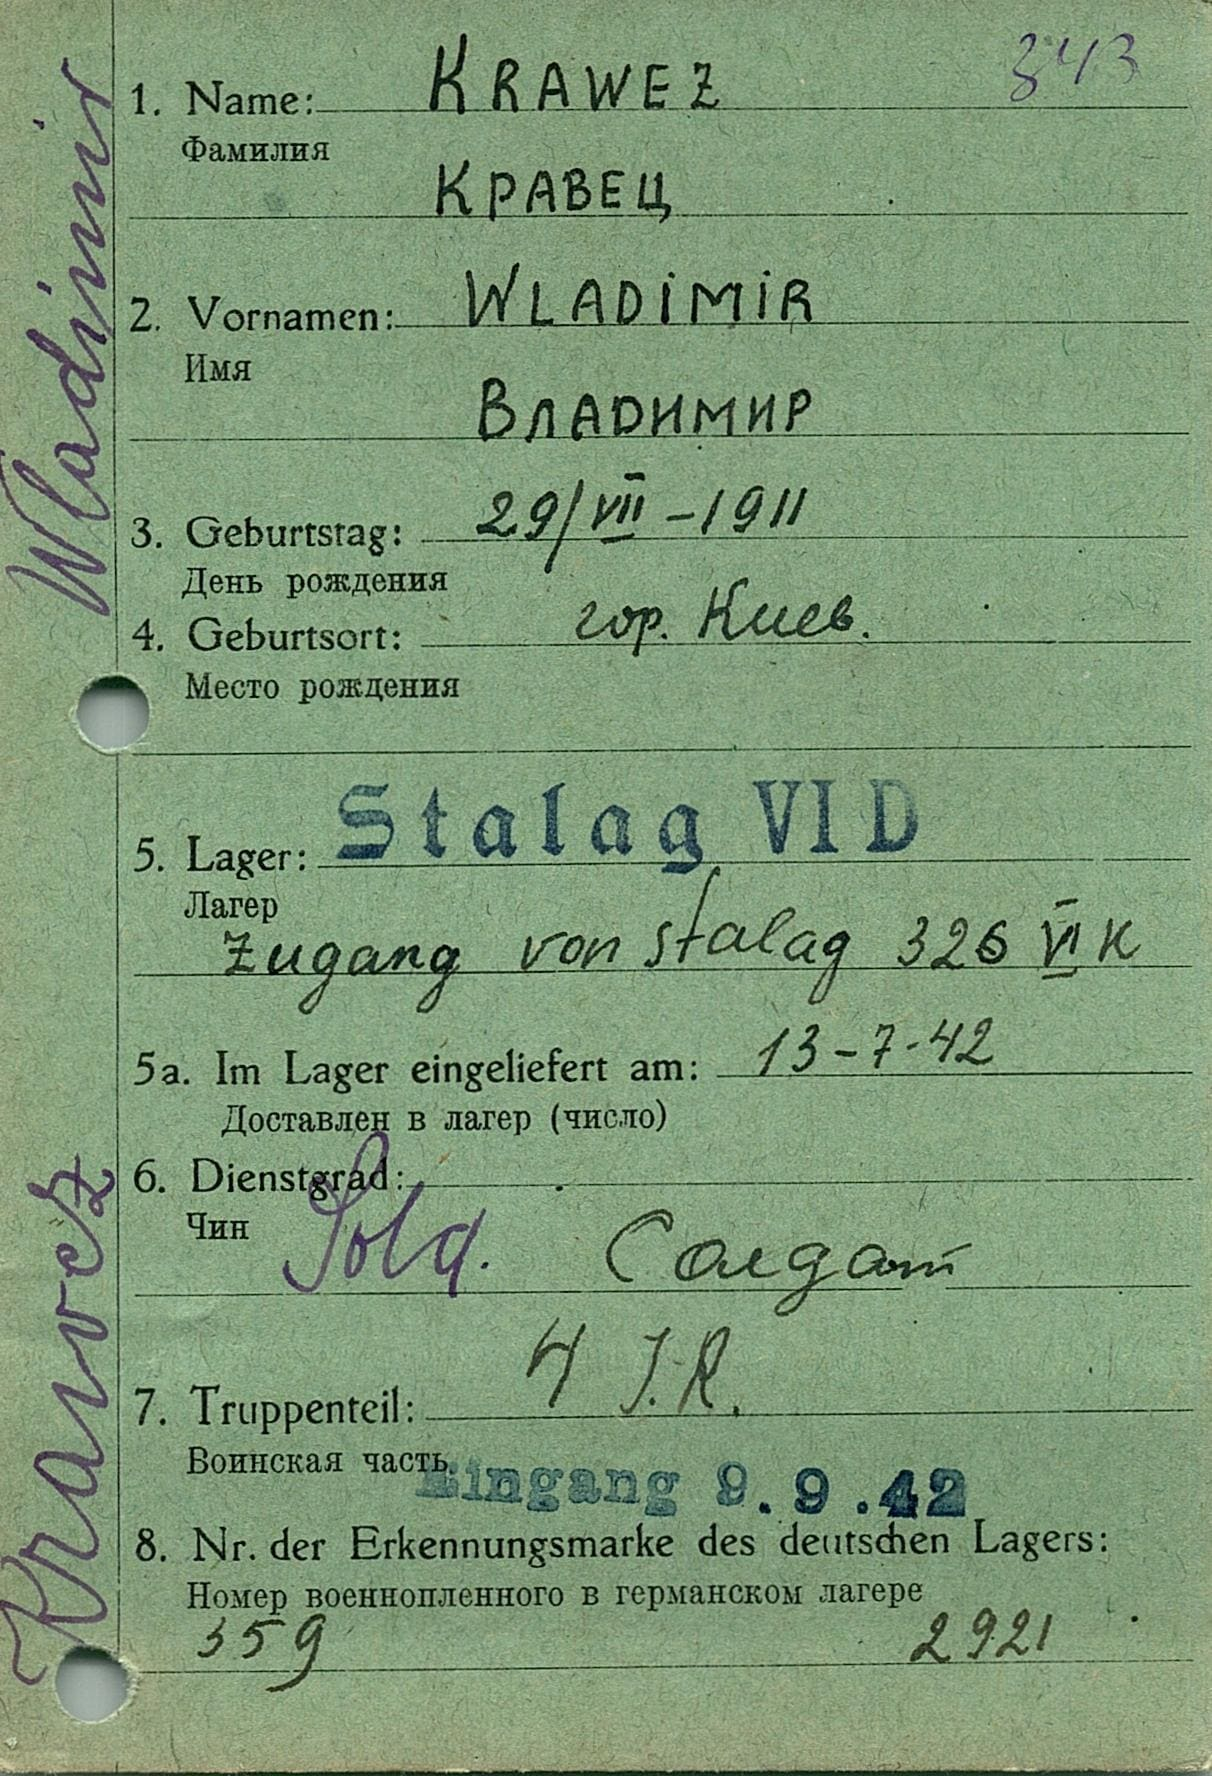 343
1. Name: KRAWEZ
Фамилия
КРАВЕЦ
2. Vornamen: WLADIMIR
Имя
ВЛАДИМИР
3. Geburtstag: 29/VII-1911
День рождения
4. Geburtsort: гор. Киев.
Место рождения
Stalag VI D
5. Lager:
Лагер
Zugang von Stalag 326 VI K
5a. Im Lager eingeliefert am: 13-7-42
Доставлен в лагер (число)
6. Dienstgrad:
Чин
Sold. Солдат
4 J.R.
7. Truppenteil:
Воинская часть
Eingang 9.9.42
8. Nr. der Erkennungsmarke des deutschen Lagers:
Номер военнопленного в германском лагере
359 2921
Krawez Wladimir